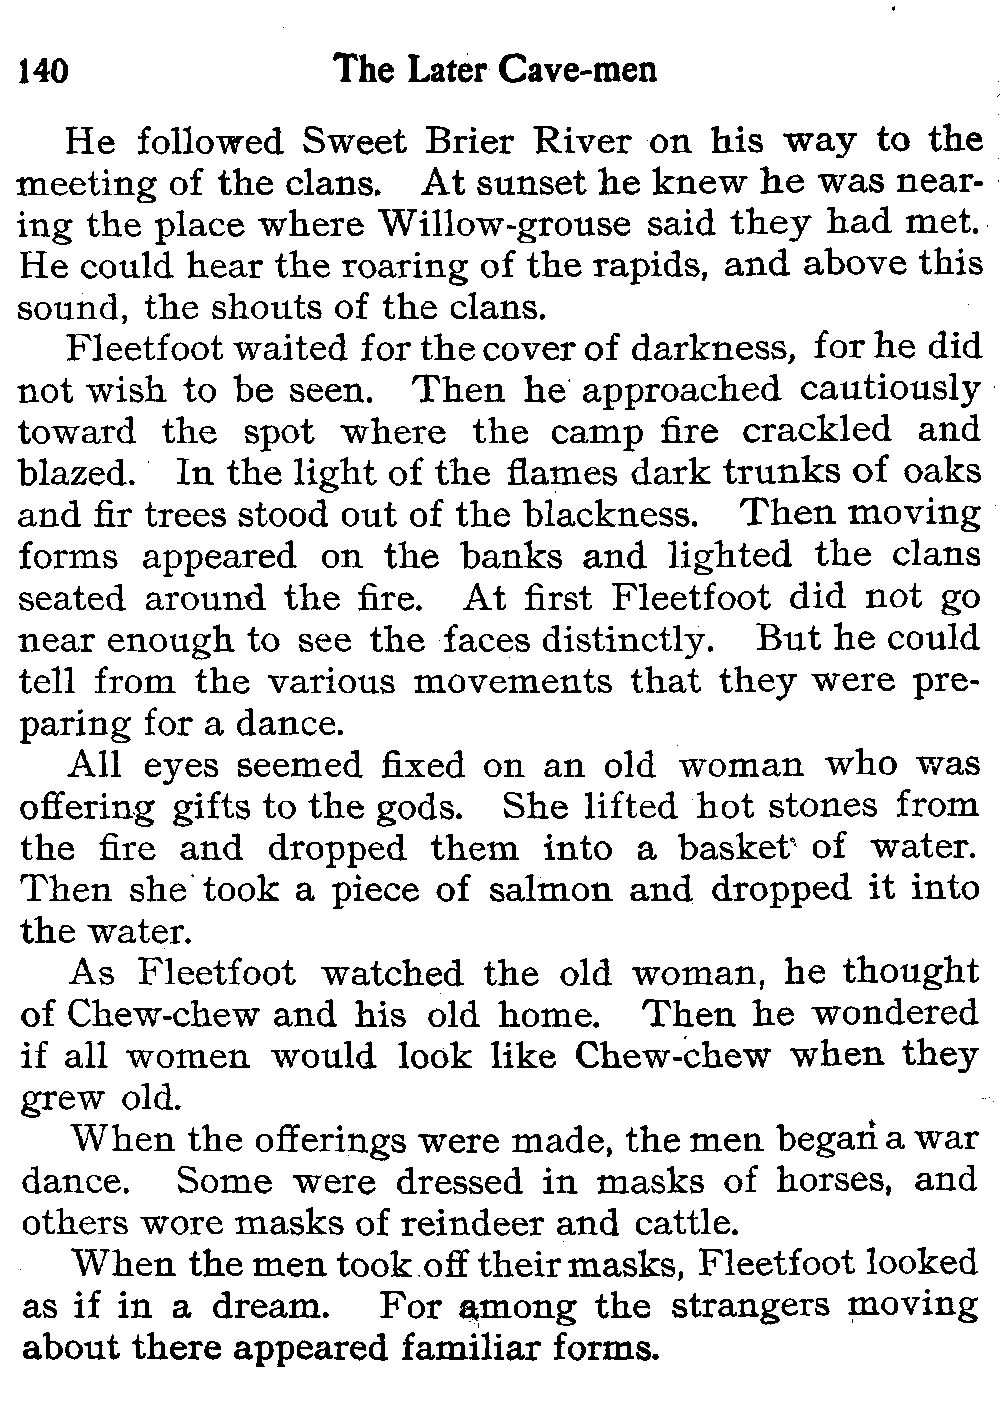 140 The Later Cave-men
He followed Sweet Brier River on his way to the
meeting of the clans. At sunset he knew he was near-
ing the place where Willow-grouse said they had met.
He could hear the roaring of the rapids, and above this
sound, the shouts of the clans.
Fleetfoot waited for the cover of darkness, for he did
not wish to be seen. Then he approached cautiously
toward the spot where the camp fire crackled and
blazed. In the light of the flames dark trunks of oaks
and fir trees stood out of the blackness. Then moving
forms appeared on the banks and lighted the clans
seated around the fire. At first Fleetfoot did not go
near enough to see the faces distinctly. But he could
tell from the various movements that they were pre-
paring for a dance.
All eyes seemed fixed on an old woman who was
offering gifts to the gods. She lifted hot stones from
the fire and dropped them into a basket of water.
Then she took a piece of salmon and dropped it into
the water.
As Fleetfoot watched the old woman, he thought
of Chew-chew and his old home. Then he wondered
if all women would look like Chew-chew when they
grew old.
When the offerings were made, the men began a war
dance. Some were dressed in masks of horses, and
others wore masks of reindeer and cattle.
When the men took off their masks, Fleetfoot looked
as if in a dream. For among the strangers moving
about there appeared familiar forms.